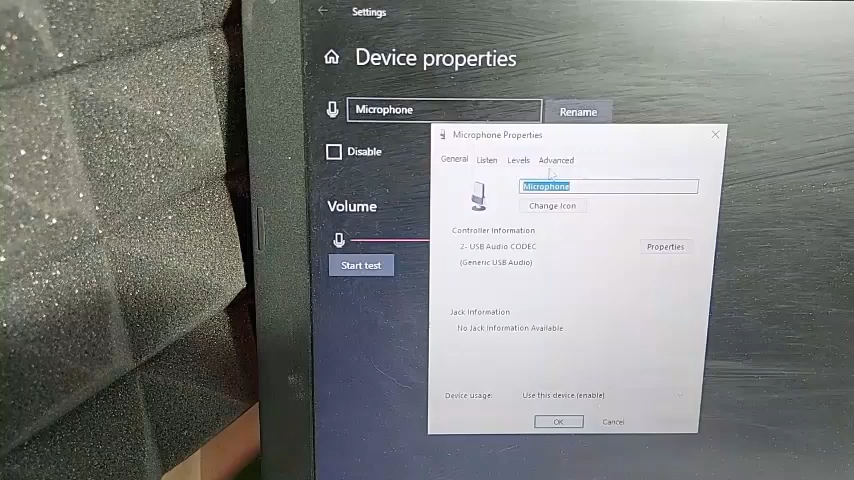 Settings
Device properties
Microphone
Rename
Disable
Volume
Start test
Microphone Properties
General Listen Levels Advanced
Microphone
Change Icon
Controller Information
2- USB Audio CODEC
Properties
(Generic USB Audio)
Jack Information
No Jack Information Available
Device usage: Use this device (enable)
OK Cancel